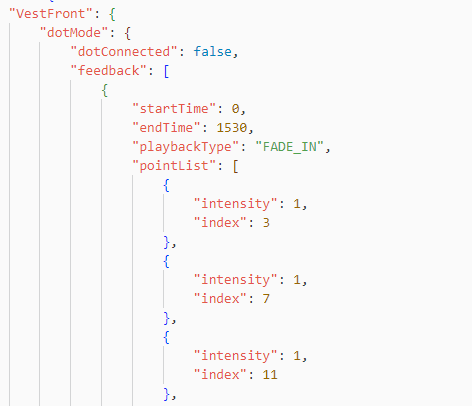 "VestFront": {
"dotMode": {
"dotConnected": false,
"feedback": [
{
"startTime": 0,
"endTime": 1530,
"playbackType": "FADE_IN",
"pointList": [
{
"intensity": 1,
"index": 3
},
{
"intensity": 1,
"index": 7
},
{
"intensity": 1,
"index": 11
},